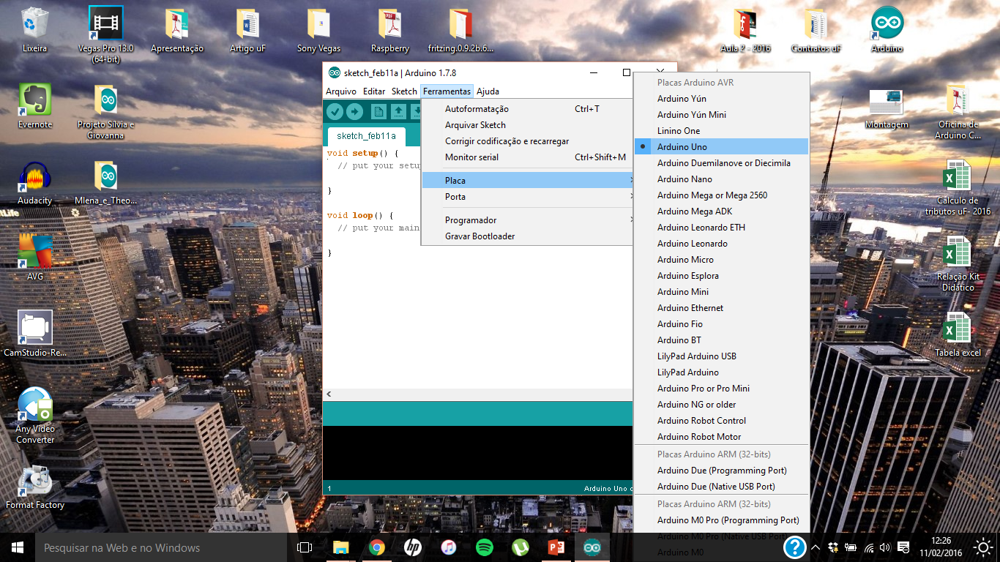 Lixeira
Vegas Pro 13.0
(64-bit)
Apresentação
Artigo uF
Sony Vegas
Raspberry
fritzing.0.9.2b.6...
Aula 2 - 2016
Contratos uF
Arduino
Evernote
Projeto Sílvia e
Giovanna
Montagem
Oficina de
Arduino C...
Audacity
Mlena_e_Theo...
Cálculo de
tributos uF- 2016
AVG
Relação Kit
Didático
CamStudio-Re...
Tabela excel
Any Video
Converter
Format Factory
sketch_feb11a | Arduino 1.7.8
Arquivo Editar Sketch Ferramentas Ajuda
sketch_feb11a
void setup() {
// put your setup
}
void loop() {
// put your main
}
1
Arduino Uno
Autoformatação Ctrl+T
Arquivar Sketch
Corrigir codificação e recarregar
Monitor serial Ctrl+Shift+M
Placa
Porta
Programador
Gravar Bootloader
Placas Arduino AVR
Arduino Yún
Arduino Yún Mini
Linino One
Arduino Uno
Arduino Duemilanove or Diecimila
Arduino Nano
Arduino Mega or Mega 2560
Arduino Mega ADK
Arduino Leonardo ETH
Arduino Leonardo
Arduino Micro
Arduino Esplora
Arduino Mini
Arduino Ethernet
Arduino Fio
Arduino BT
LilyPad Arduino USB
LilyPad Arduino
Arduino Pro or Pro Mini
Arduino NG or older
Arduino Robot Control
Arduino Robot Motor
Placas Arduino ARM (32-bits)
Arduino Due (Programming Port)
Arduino Due (Native USB Port)
Placas Arduino ARM (32-bits)
Arduino M0 Pro (Programming Port)
Arduino M0 Pro (Native USB Port)
Arduino M0
Pesquisar na Web e no Windows
hp
12:26
11/02/2016